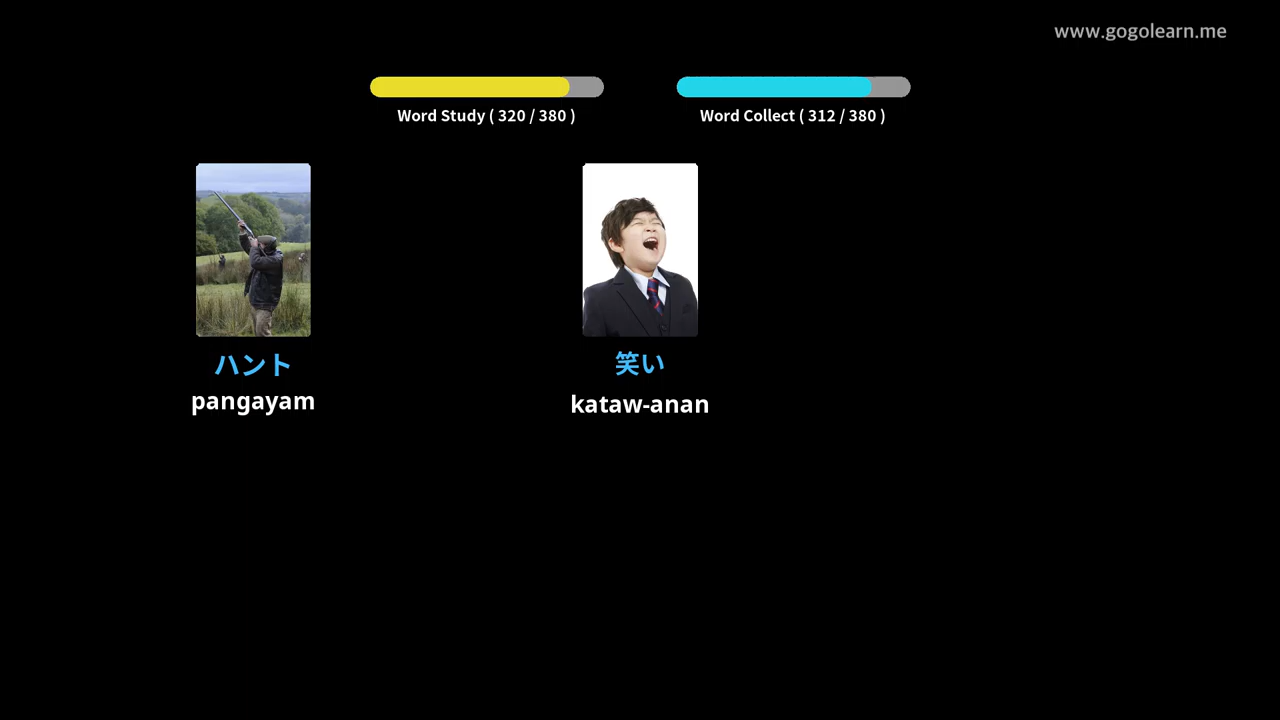 www.gogolearn.me
Word Study ( 320 / 380 )
Word Collect ( 312 / 380 )
ハント
pangayam
笑い
kataw-anan